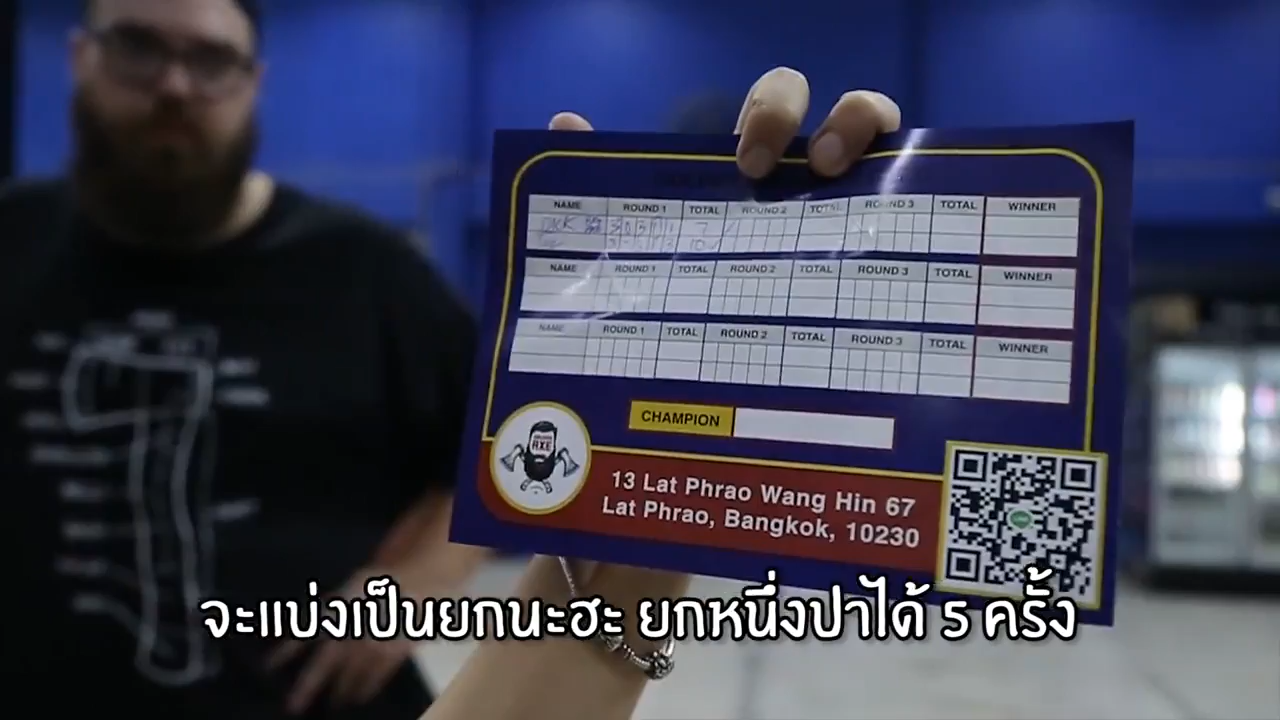 NAME ROUND 1 TOTAL ROUND 2 TOTAL ROUND 3 TOTAL WINNER
7
10
NAME ROUND 1 TOTAL ROUND 2 TOTAL ROUND 3 TOTAL WINNER
NAME ROUND 1 TOTAL ROUND 2 TOTAL ROUND 3 TOTAL WINNER
CHAMPION
AXE
13 Lat Phrao Wang Hin 67
Lat Phrao, Bangkok, 10230
LINE
จะแบ่งเป็นยกนะฮะ ยกหนึ่งปาได้ 5 ครั้ง